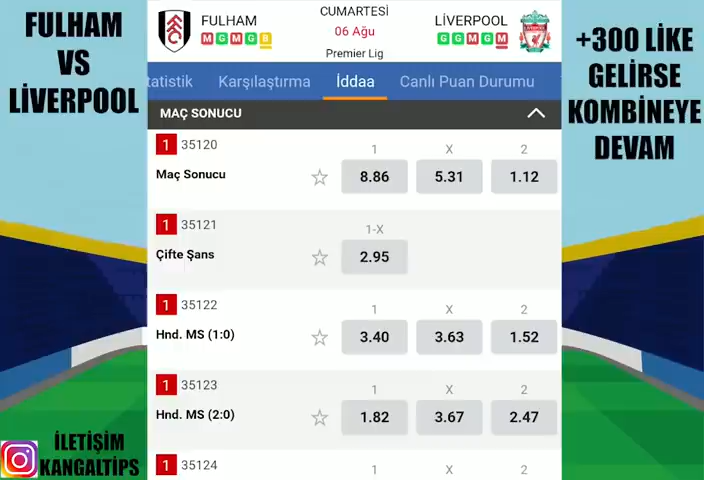 FULHAM
VS
LİVERPOOL
FULHAM
M G M G B
CUMARTESİ
06 Ağu
Premier Lig
LİVERPOOL
G G M G M
+300 LİKE
GELİRSE
KOMBİNEYE
DEVAM
tatistik Karşılaştırma İddaa Canlı Puan Durumu
MAÇ SONUCU
1 35120
1 X 2
Maç Sonucu 8.86 5.31 1.12
1 35121
1-X
Çifte Şans 2.95
1 35122
1 X 2
Hnd. MS (1:0) 3.40 3.63 1.52
1 35123
1 X 2
Hnd. MS (2:0) 1.82 3.67 2.47
1 35124
1 X 2
İLETİŞİM
KANGALTİPS